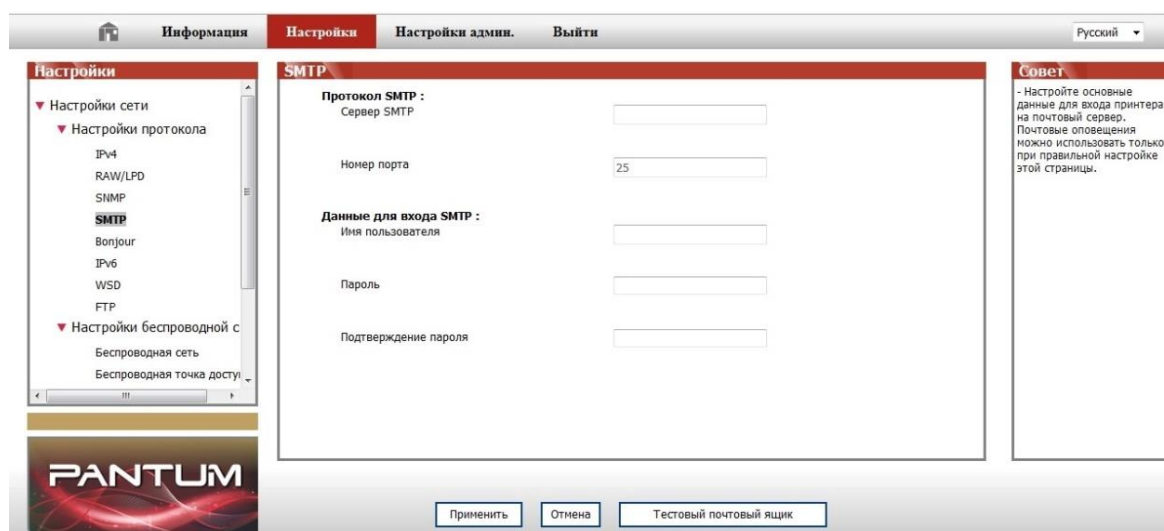 Информация
Настройки
Настройки админ.
Выйти
Русский
Настройки
Настройки сети
Настройки протокола
IPv4
RAW/LPD
SNMP
SMTP
Bonjour
IPv6
WSD
FTP
Настройки беспроводной с
Беспроводная сеть
Беспроводная точка досту
PANTUM
SMTP
Протокол SMTP :
Сервер SMTP
Номер порта
25
Данные для входа SMTP :
Имя пользователя
Пароль
Подтверждение пароля
Применить
Отмена
Тестовый почтовый ящик
Совет
- Настройте основные
данные для входа принтера
на почтовый сервер.
Почтовые оповещения
можно использовать только
при правильной настройке
этой страницы.